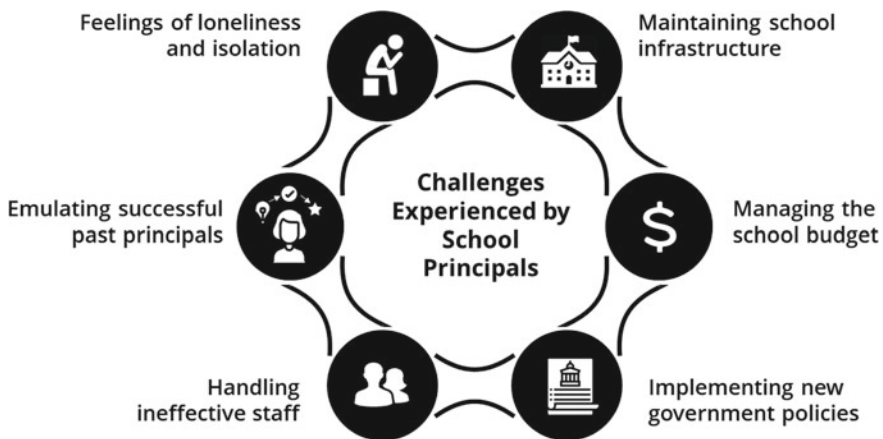 Feelings of loneliness
and isolation
Maintaining school
infrastructure
Emulating successful
past principals
Challenges
Experienced by
School
Principals
$
Managing the
school budget
Handling
ineffective staff
Implementing new
government policies